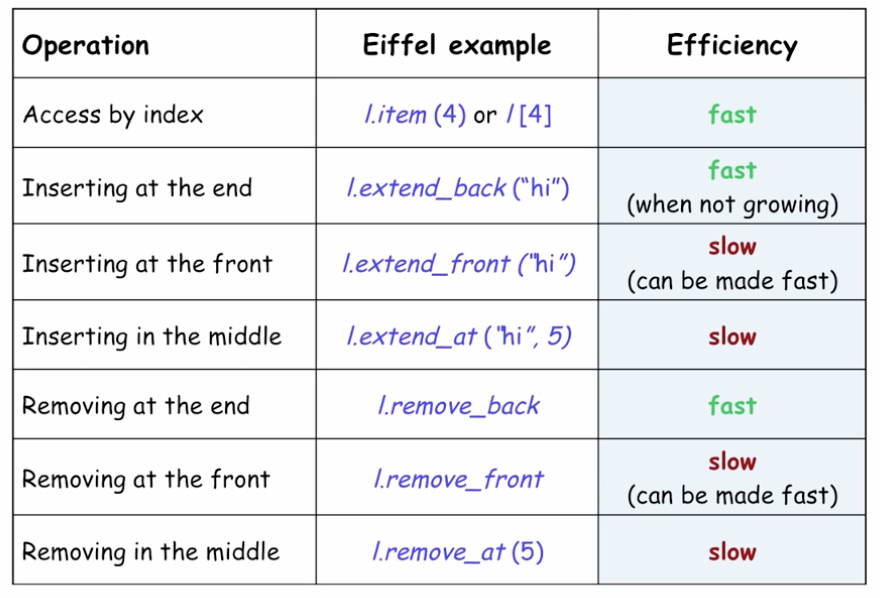 Operation Eiffel example Efficiency
Access by index l.item (4) or l [4] fast
Inserting at the end l.extend_back (“hi”) fast
(when not growing)
Inserting at the front l.extend_front ("hi") slow
(can be made fast)
Inserting in the middle l.extend_at ("hi", 5) slow
Removing at the end l.remove_back fast
Removing at the front l.remove_front slow
(can be made fast)
Removing in the middle l.remove_at (5) slow